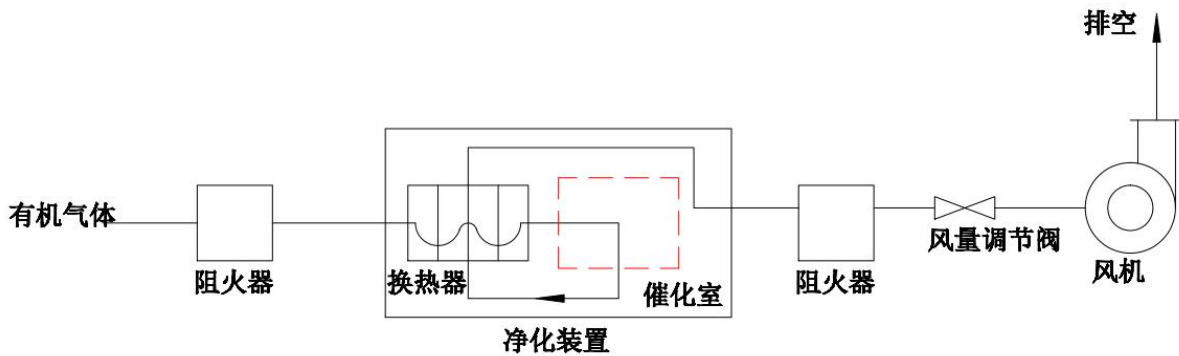 排空
有机气体
阻火器
换热器
催化室
净化装置
阻火器
风量调节阀
风机